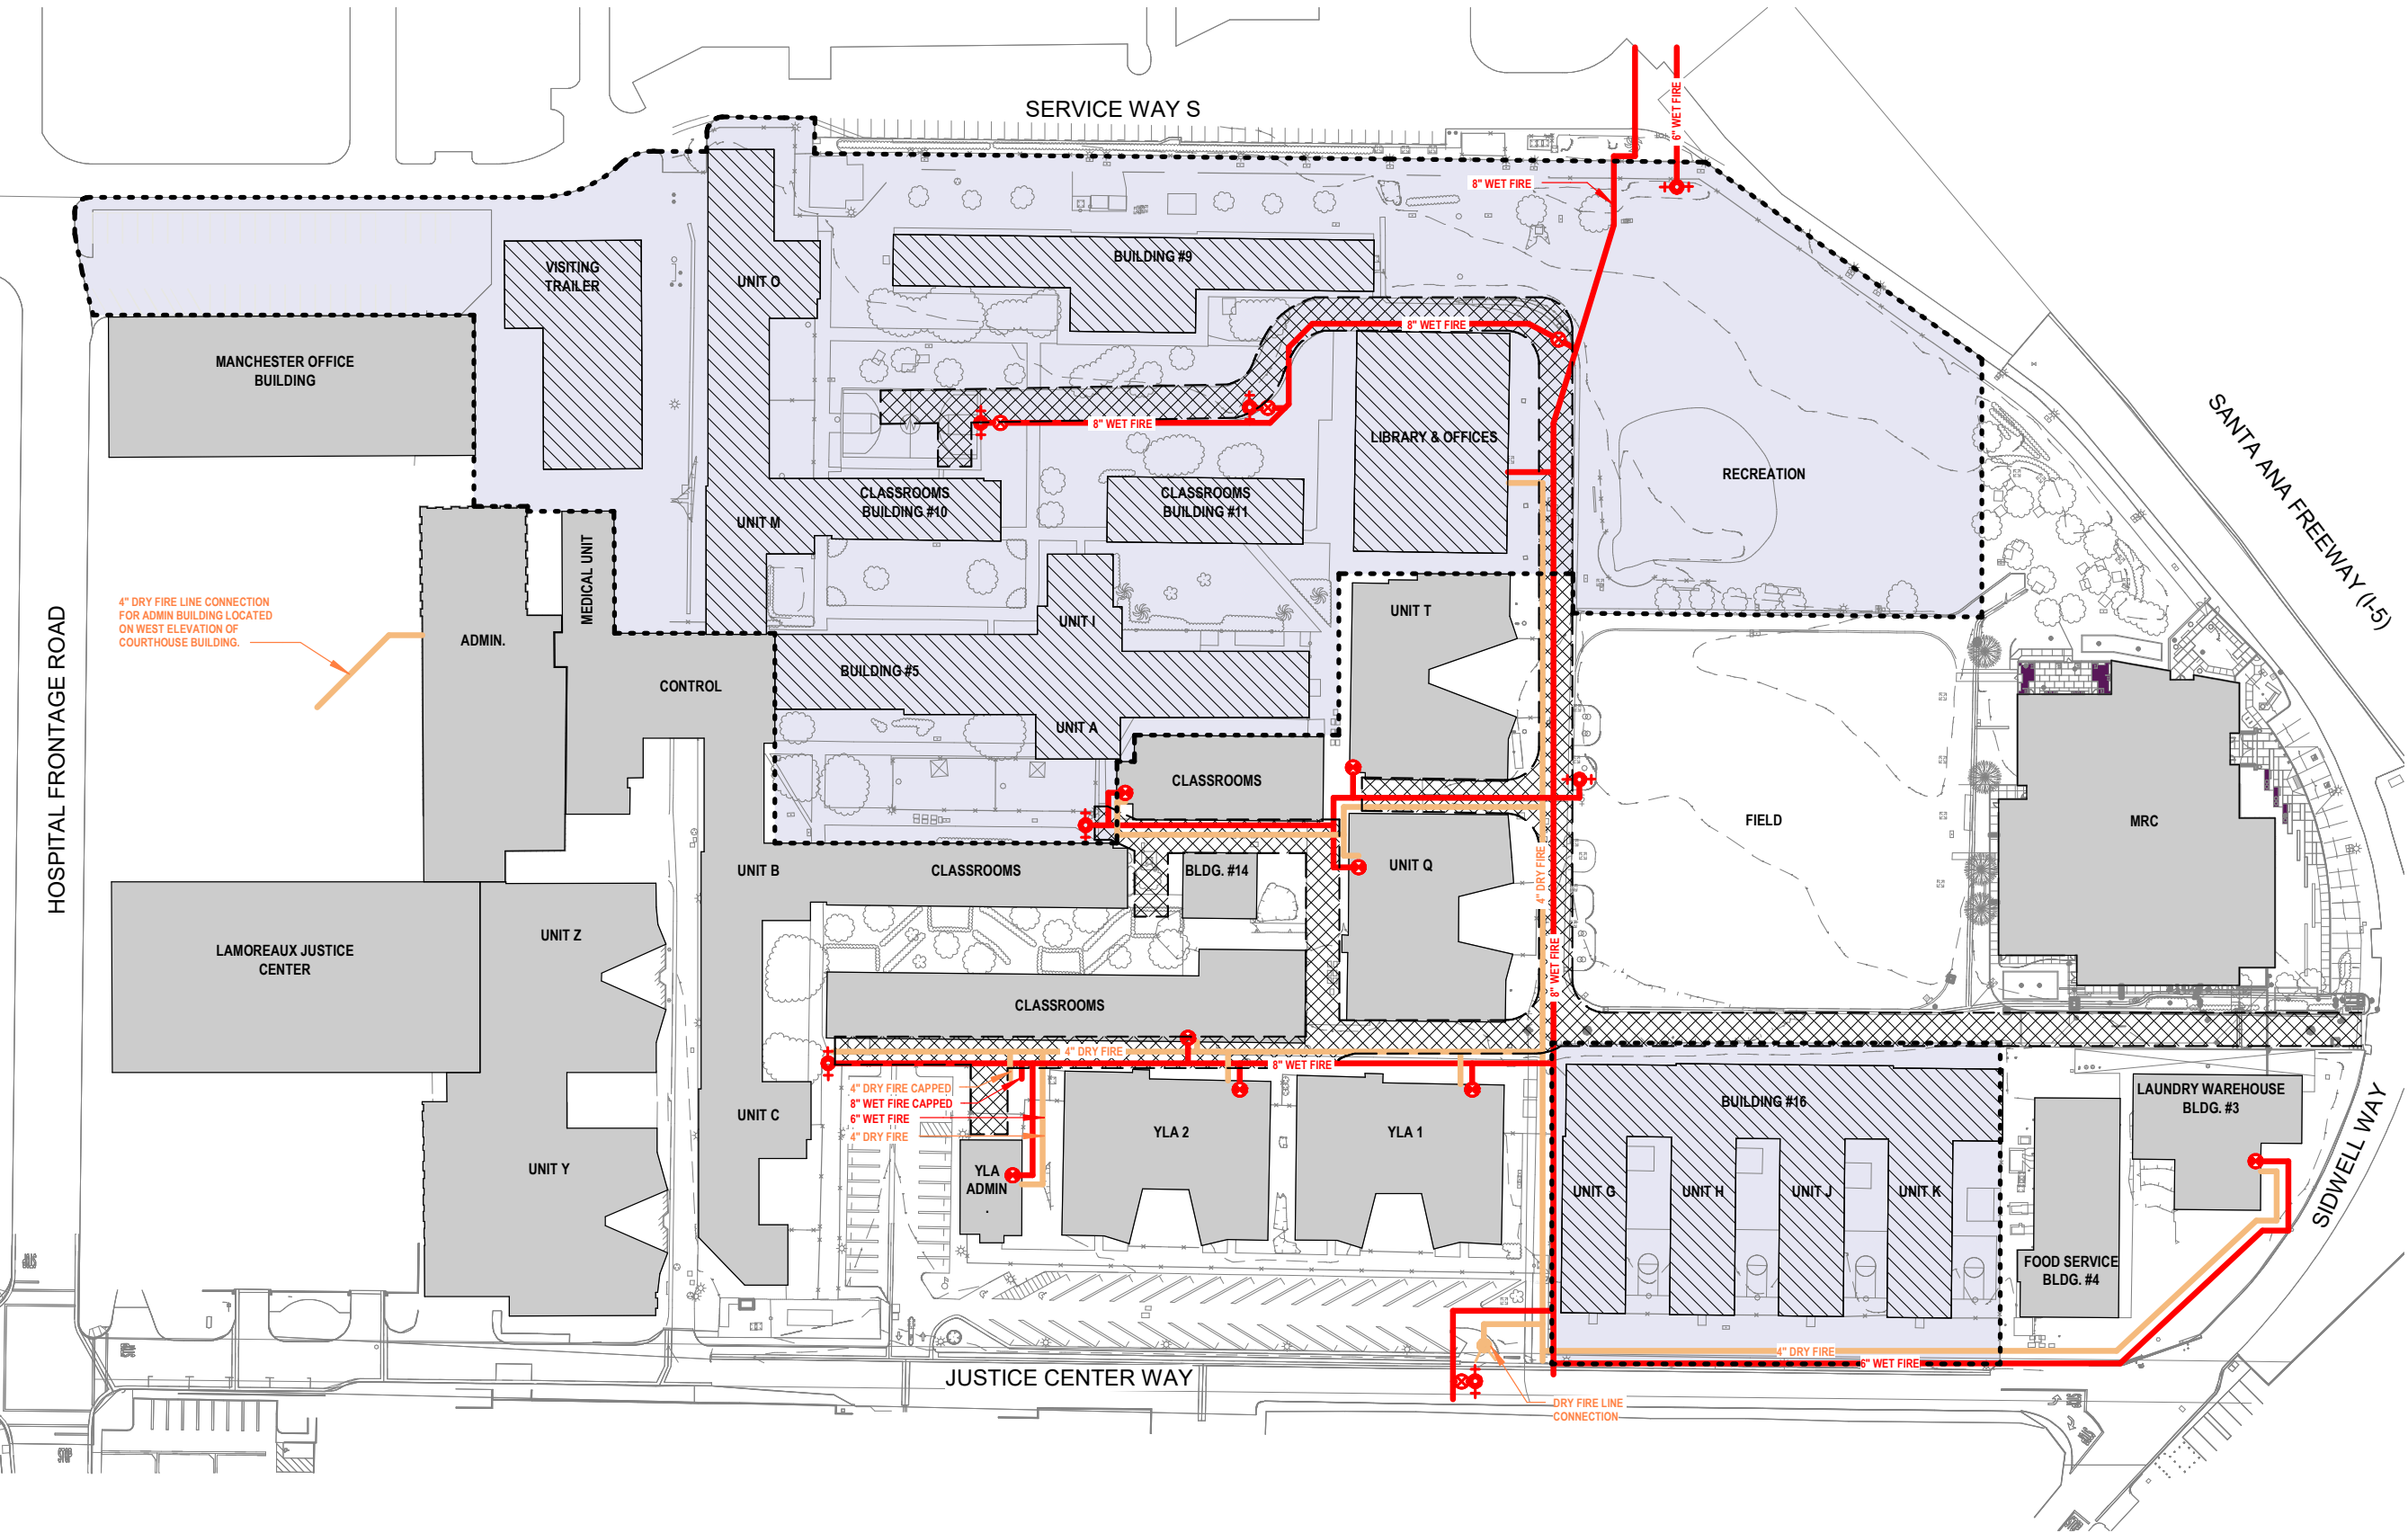 SERVICE WAY S
6" WET FIRE
8" WET FIRE
VISITING
TRAILER
UNIT O
BUILDING #9
8" WET FIRE
MANCHESTER OFFICE
BUILDING
8" WET FIRE
LIBRARY & OFFICES
RECREATION
SANTA ANA FREEWAY (I-5)
CLASSROOMS
BUILDING #10
CLASSROOMS
BUILDING #11
UNIT M
MEDICAL UNIT
4" DRY FIRE LINE CONNECTION
FOR ADMIN BUILDING LOCATED
ON WEST ELEVATION OF
COURTHOUSE BUILDING.
HOSPITAL FRONTAGE ROAD
ADMIN.
UNIT I
UNIT T
BUILDING #5
CONTROL
UNIT A
CLASSROOMS
FIELD
MRC
UNIT B
CLASSROOMS
BLDG. #14
UNIT Q
4" DRY FIRE
LAMOREAUX JUSTICE
CENTER
UNIT Z
8" WET FIRE
CLASSROOMS
4" DRY FIRE
8" WET FIRE
4" DRY FIRE CAPPED
8" WET FIRE CAPPED
6" WET FIRE
4" DRY FIRE
UNIT C
YLA 2
YLA 1
BUILDING #16
LAUNDRY WAREHOUSE
BLDG. #3
UNIT Y
YLA
ADMIN
.
UNIT G
UNIT H
UNIT J
UNIT K
SIDWELL WAY
FOOD SERVICE
BLDG. #4
4" DRY FIRE
6" WET FIRE
JUSTICE CENTER WAY
DRY FIRE LINE
CONNECTION